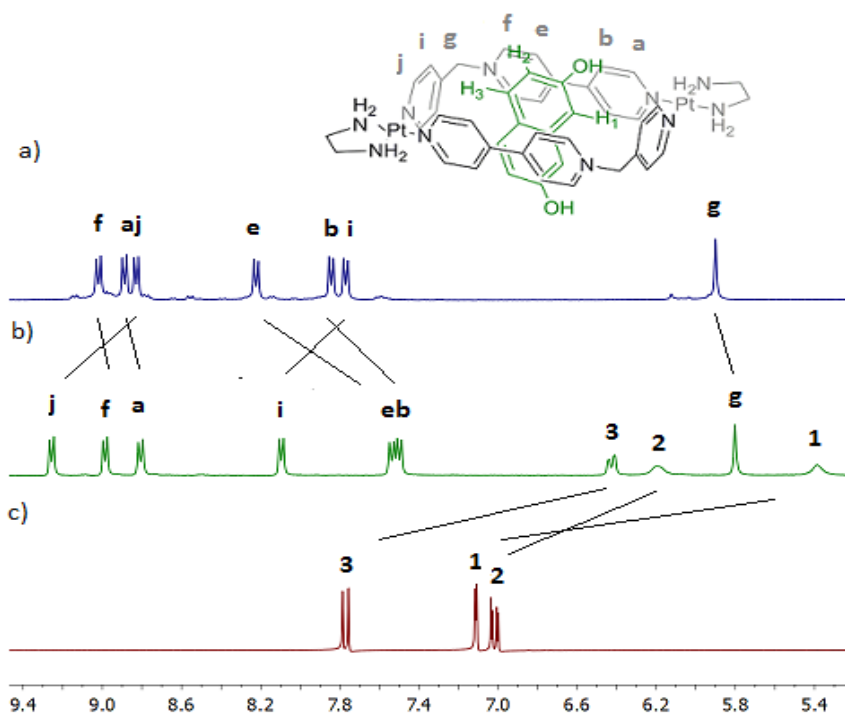 f e b a
j i g
H2 OH
H3 H1
N N N N
NH2 H2N
N Pt N Pt
NH2 N NH2
OH
a)
f aj e b i g
b)
j f a i eb 3 2 g 1
c)
3 1 2
9.4 9.0 8.6 8.2 7.8 7.4 7.0 6.6 6.2 5.8 5.4